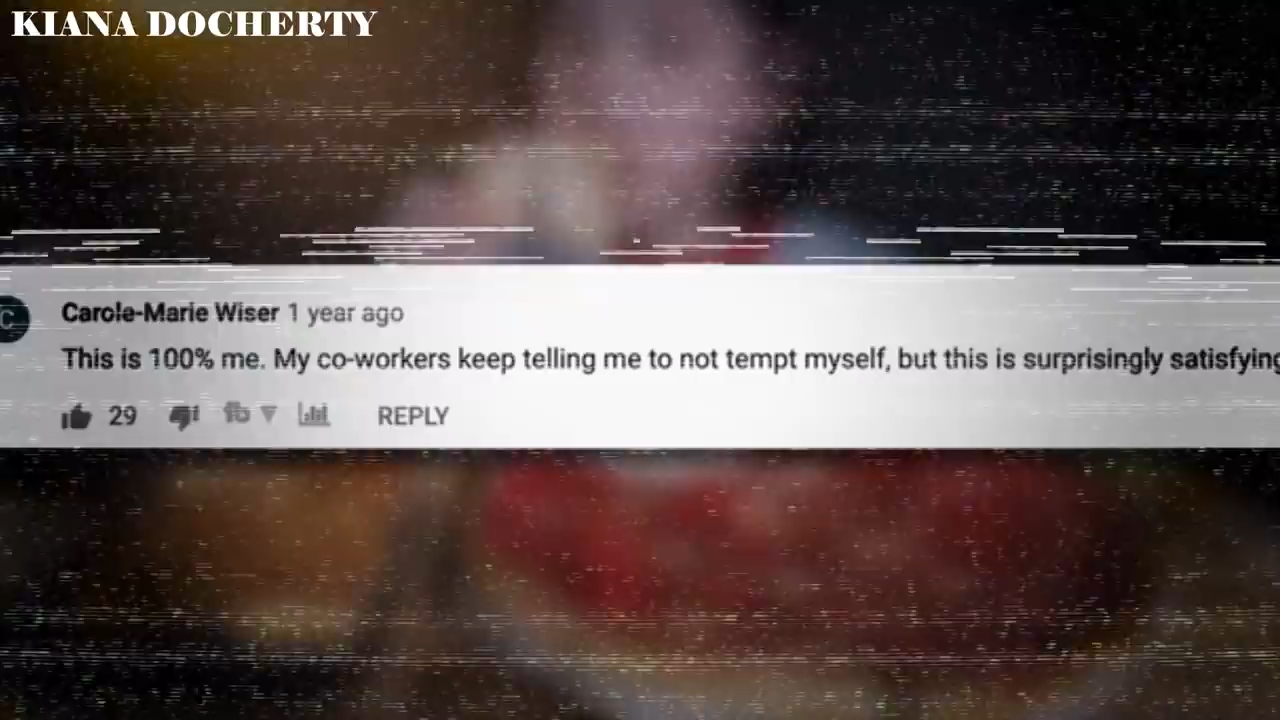 KIANA DOCHERTY
C
Carole-Marie Wiser 1 year ago
This is 100% me. My co-workers keep telling me to not tempt myself, but this is surprisingly satisfying
29
REPLY